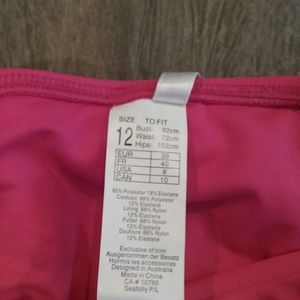 SIZE TO FIT
12 Bust- 92cm
Waist- 72cm
Hips- 102cm
EUR 38
FR 40
USA 8
CAN 10
82% Polyester 18% Elastane
Contrast 88% Polyester
12% Elastane
Lining 88% Nylon
12% Elastane
Futter 88% Nylon
12% Elastane
Doublure 88% Nylon
12% Elastane
Exclusive of trim
Ausgenommen der Besatz
Hormis les accessoires
Designed in Australia
Made in China
CA # 10765
Seafolly P/L